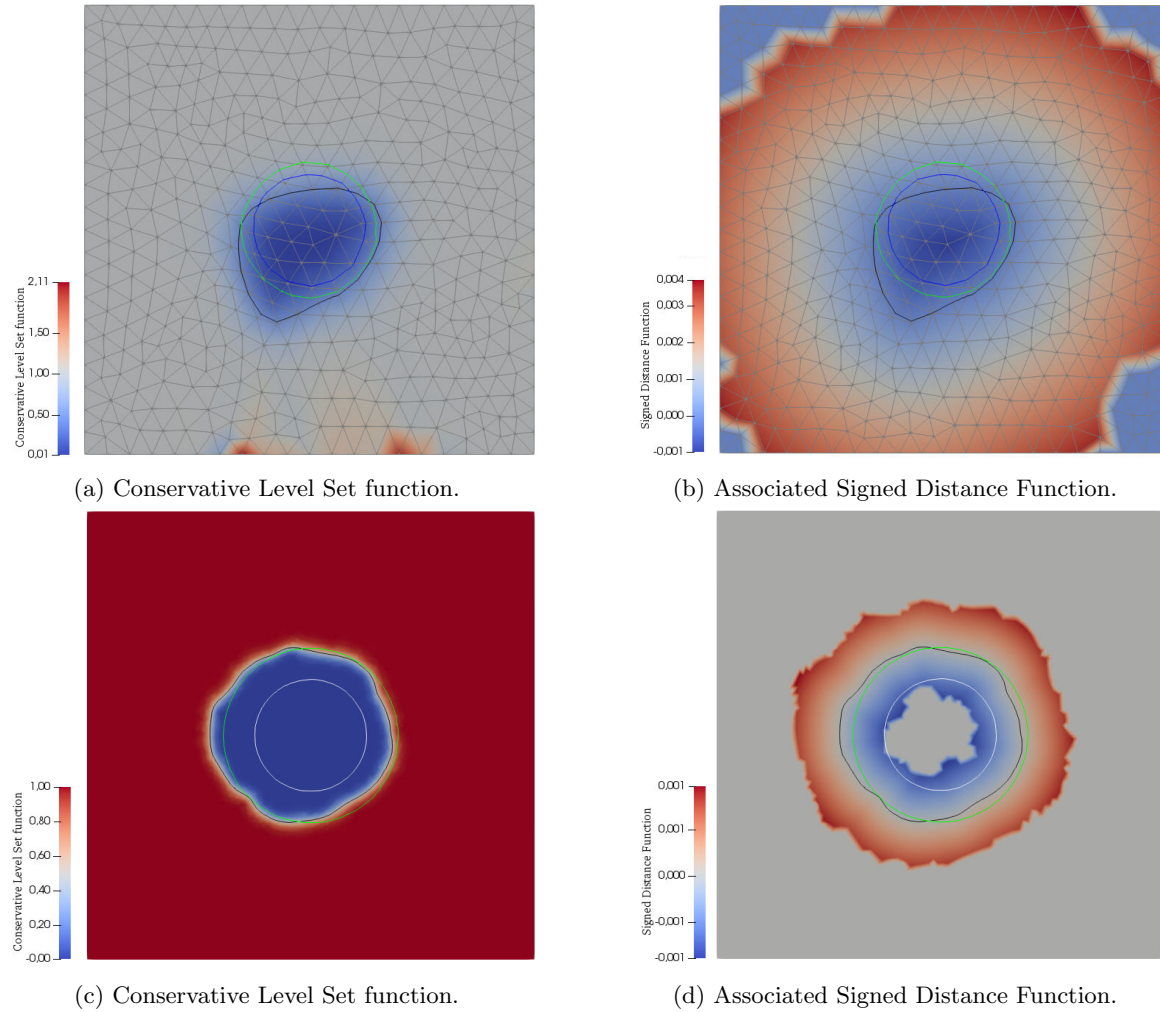 Conservative Level Set function
2,11
1,50
1,00
0,50
0,01
Signed Distance Function
0.004
0.003
0.002
0.001
0.000
-0.001
(a) Conservative Level Set function.
(b) Associated Signed Distance Function.
Conservative Level Set function
1,00
0,80
0,60
0,40
0,20
-0,00
Signed Distance Function
0,001
0,001
0,000
-0,001
-0,001
(c) Conservative Level Set function.
(d) Associated Signed Distance Function.